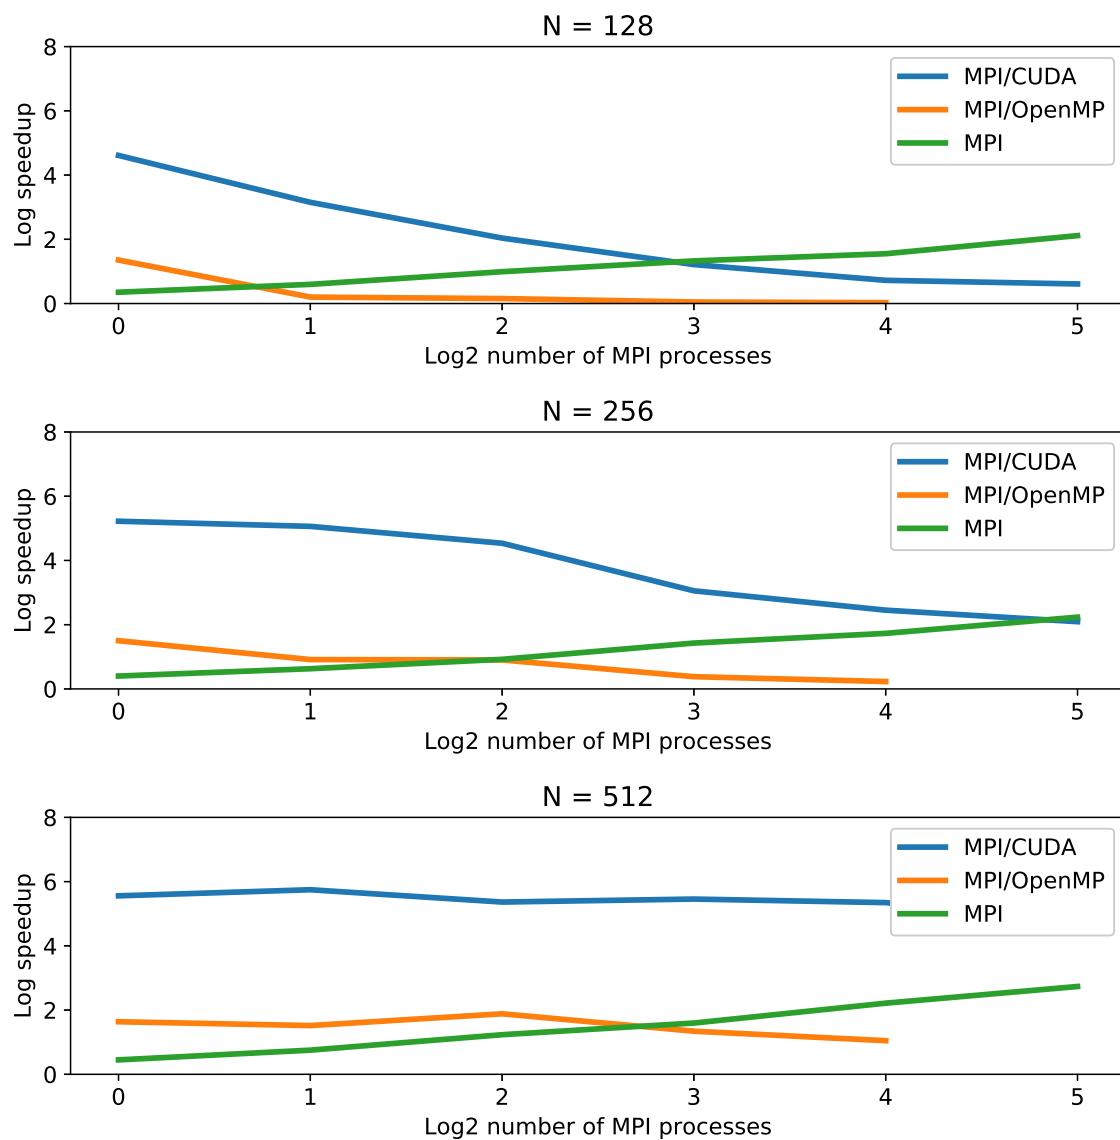 N = 128
8
6
4
2
0
Log speedup
MPI/CUDA
MPI/OpenMP
MPI
0 1 2 3 4 5
Log2 number of MPI processes
N = 256
8
6
4
2
0
Log speedup
MPI/CUDA
MPI/OpenMP
MPI
0 1 2 3 4 5
Log2 number of MPI processes
N = 512
8
6
4
2
0
Log speedup
MPI/CUDA
MPI/OpenMP
MPI
0 1 2 3 4 5
Log2 number of MPI processes